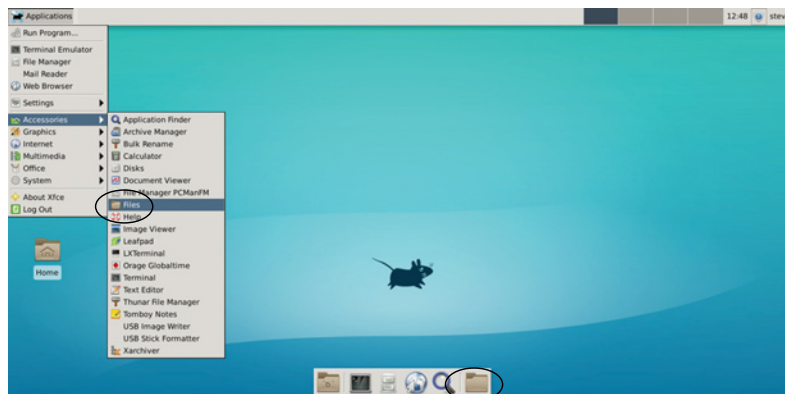 Applications
12:48
stev
Run Program...
Terminal Emulator
File Manager
Mail Reader
Web Browser
Settings
Accessories
Graphics
Internet
Multimedia
Office
System
About Xfce
Log Out
Application Finder
Archive Manager
Bulk Rename
Calculator
Disks
Document Viewer
File Manager PCManFM
Files
Help
Image Viewer
Leafpad
LXTerminal
Orage Globaltime
Terminal
Text Editor
Thunar File Manager
Tomboy Notes
USB Image Writer
USB Stick Formatter
Xarchiver
Home